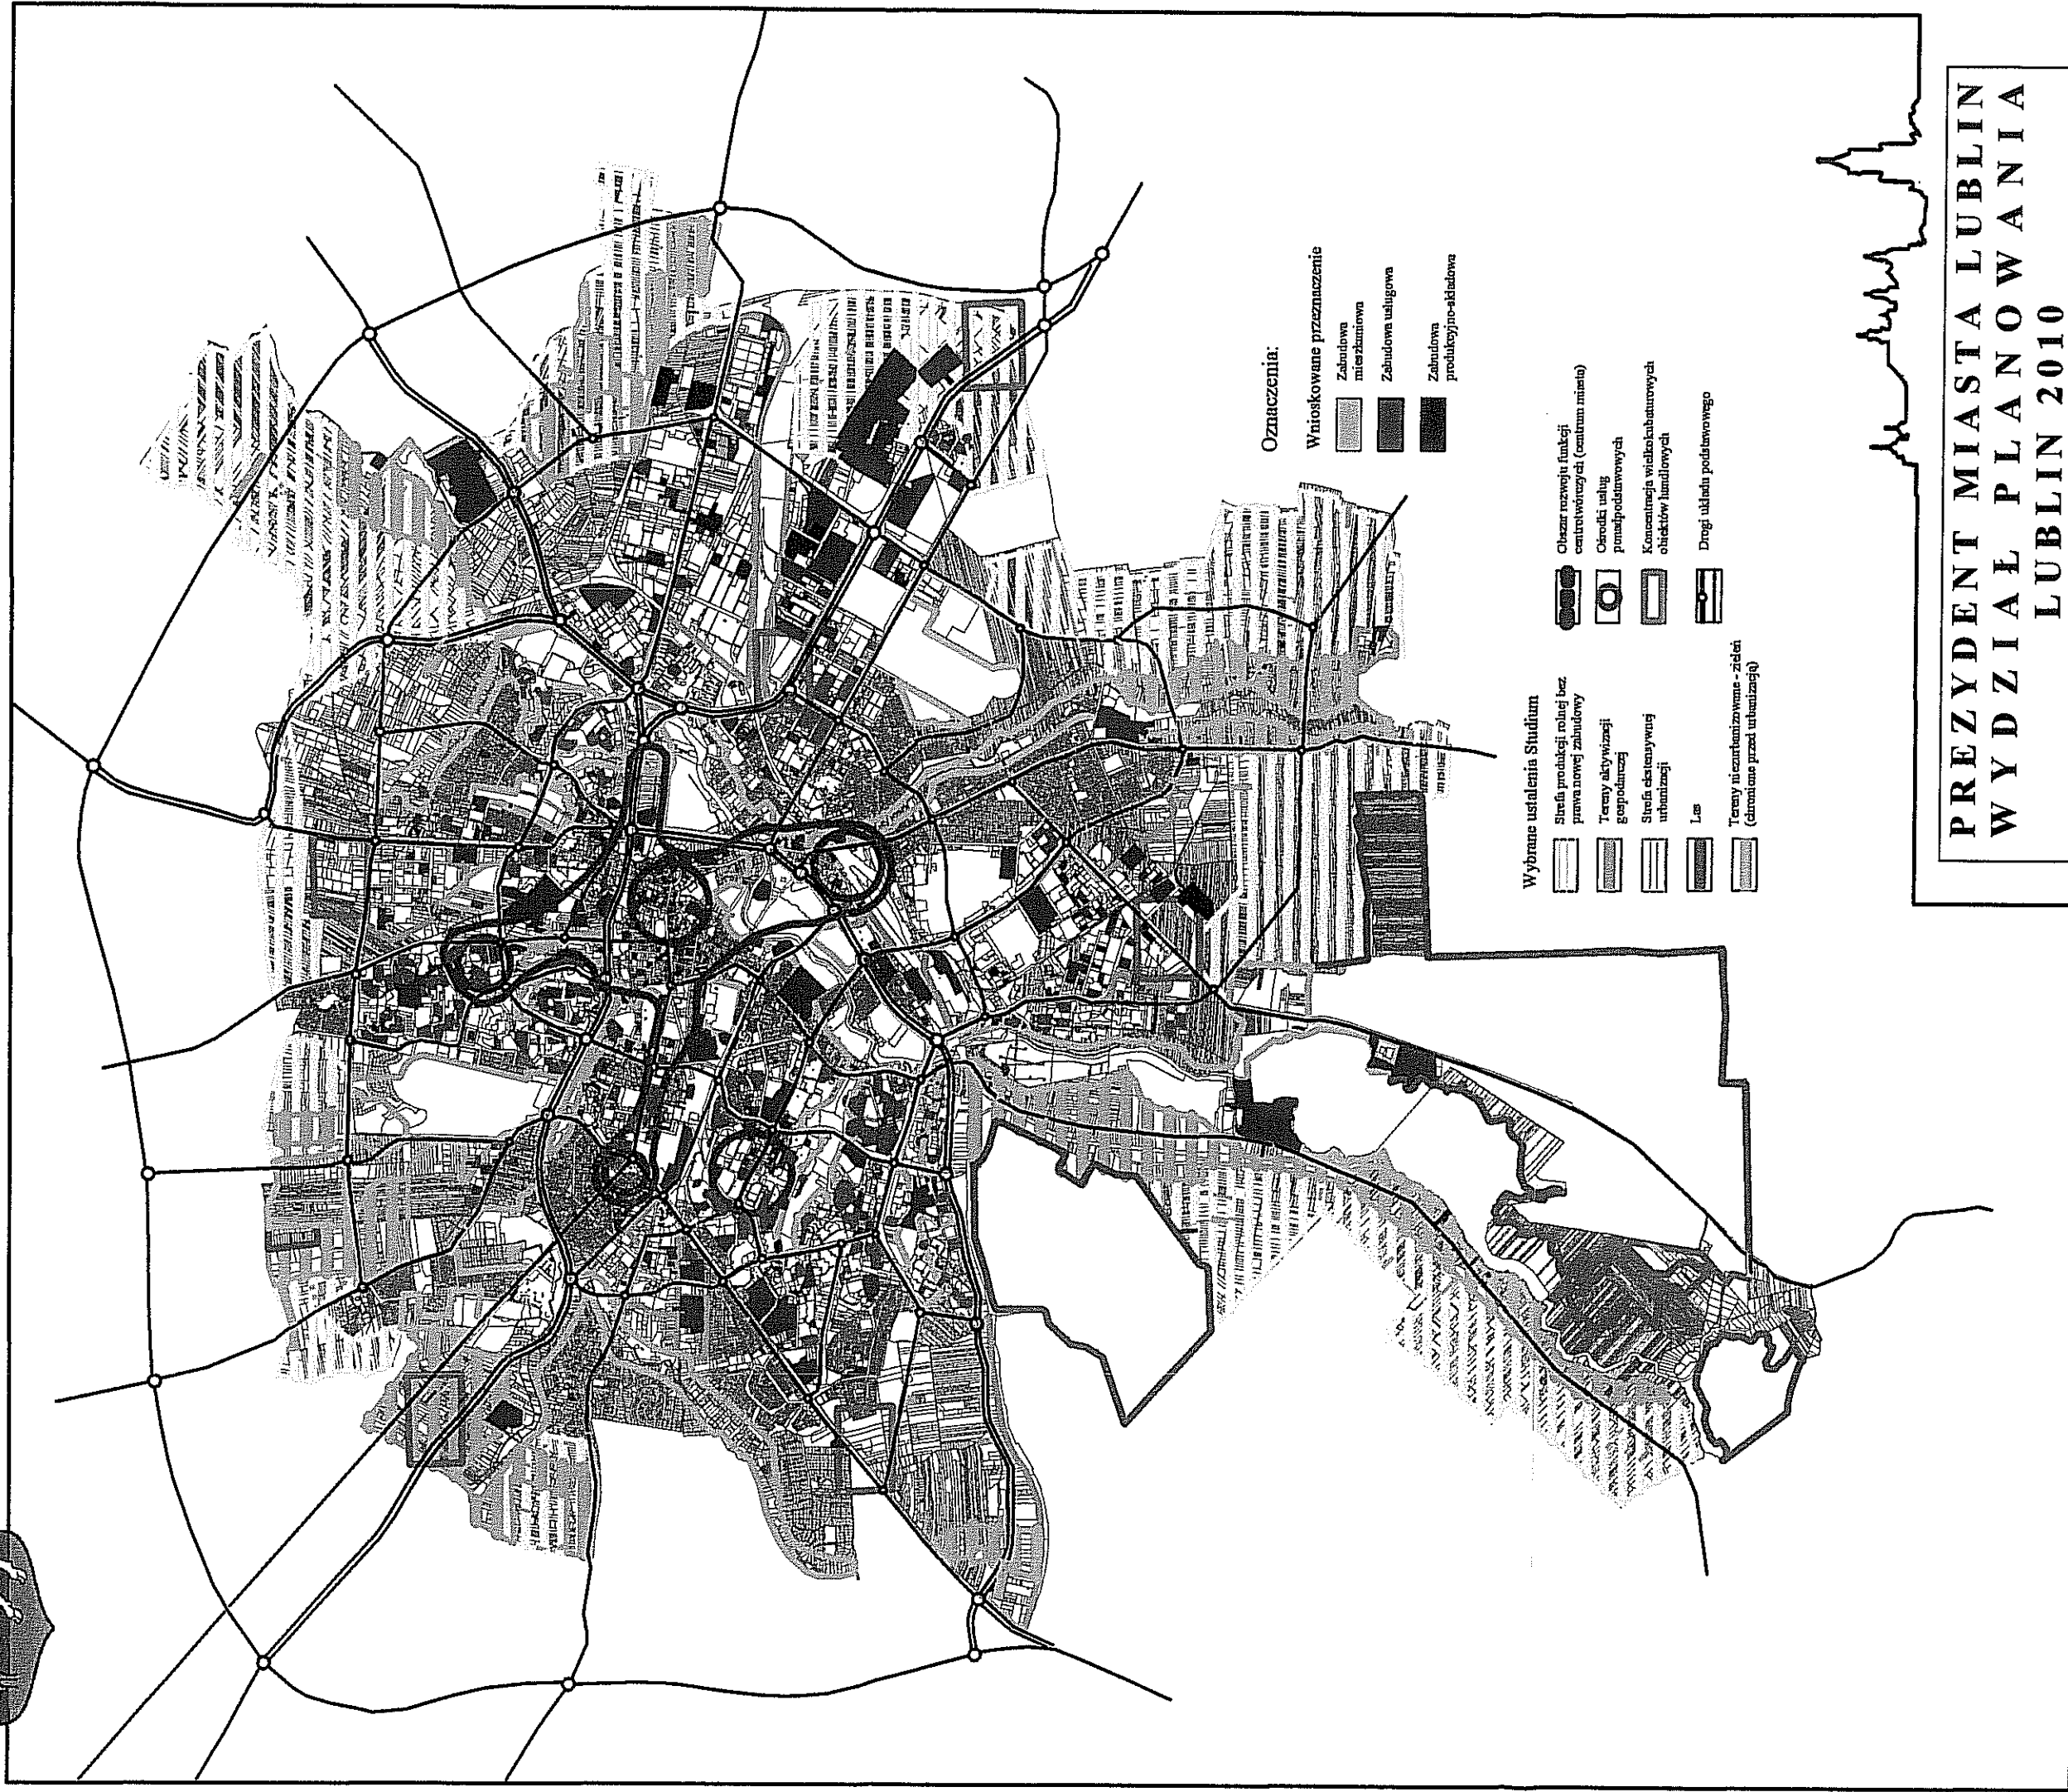 Oznaczenia:
Wnioskowane przeznaczenie
Zabudowa
mieszkaniowa
Zabudowa usługowa
Zabudowa
produkcyjno-składowa
Wybrane ustalenia Studium
Strefa produkcji rolnej bez
prawa nowej zabudowy
Tereny aktywizacji
gospodarczej
Strefa ekstensywnej
urbanizacji
Las
Tereny niezurbanizowane - zieleń
(chronione przed urbanizacją)
Obszar rozwoju funkcji
centrotwórczych (centrum miasta)
Ośrodki usług
ponadpodstawowych
Koncentracja wielkokubaturowych
obiektów handlowych
Drogi układu podstawowego
PREZYDENT MIASTA LUBLIN
WYDZIAŁ PLANOWANIA
LUBLIN 2010